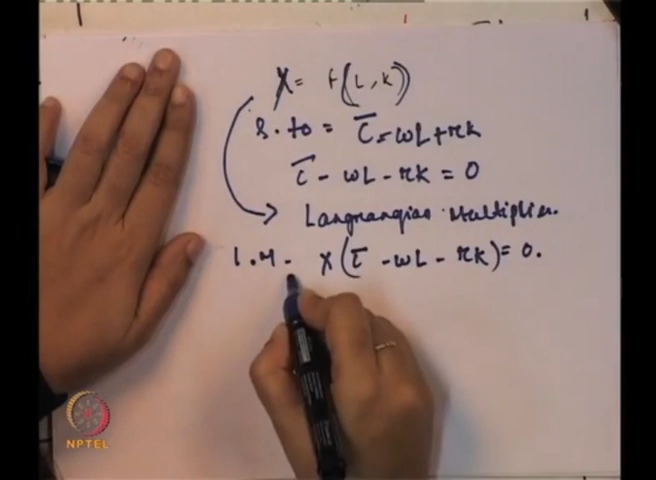 X = f(L, K)
S. to = C̅ = wL + rK
C̅ - wL - rK = 0
Langrangian Multiplier.
L.M - λ(C̅ - wL - rK) = 0.
NPTEL